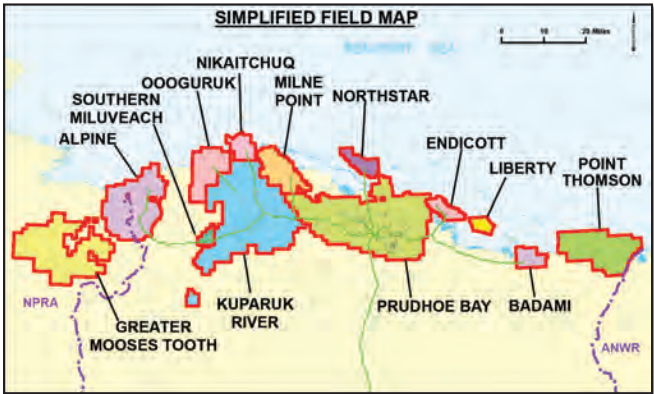 SIMPLIFIED FIELD MAP
BEAUFORT SEA
0 10 20 Miles
NIKAITCHUQ
OOOGURUK
MILNE
POINT
NORTHSTAR
SOUTHERN
MILUVEACH
ALPINE
ENDICOTT
LIBERTY
POINT
THOMSON
NPRA
GREATER
MOOSES TOOTH
KUPARUK
RIVER
PRUDHOE BAY
BADAMI
ANWR